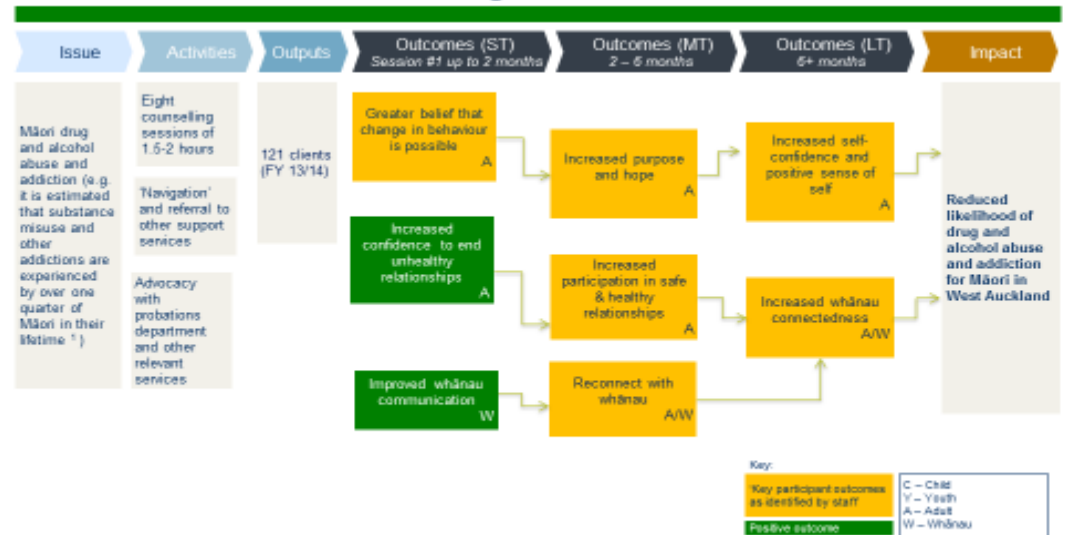 Issue
Activities
Outputs
Outcomes (ST)
Session #1 up to 2 months
Outcomes (MT)
2 – 6 months
Outcomes (LT)
6+ months
Impact
Māori drug
and alcohol
abuse and
addiction (e.g.
it is estimated
that substance
misuse and
other
addictions are
experienced
by over one
quarter of
Māori in their
lifetime ¹ )
Eight
counselling
sessions of
1.5-2 hours
'Navigation'
and referral to
other support
services
Advocacy
with
probations
department
and other
relevant
services
121 clients
(FY 13/14)
Greater belief that
change in behaviour
is possible
A
Increased
confidence to end
unhealthy
relationships
A
Improved whānau
communication
W
Increased purpose
and hope
A
Increased
participation in safe
& healthy
relationships
A
Reconnect with
whānau
A/W
Increased self-
confidence and
positive sense of
self
A
Increased whānau
connectedness
A/W
Reduced
likelihood of
drug and
alcohol abuse
and addiction
for Māori in
West Auckland
Key:
*Key participant outcomes
as identified by staff
Positive outcome
C – Child
Y – Youth
A – Adult
W – Whānau